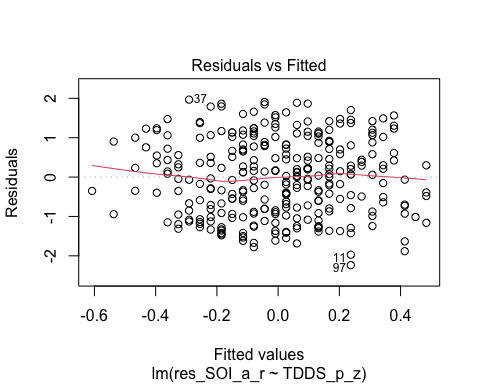 Residuals vs Fitted
Residuals
2
1
0
-1
-2
37
11
97
-0.6 -0.4 -0.2 0.0 0.2 0.4
Fitted values
lm(res_SOI_a_r ~ TDDS_p_z)